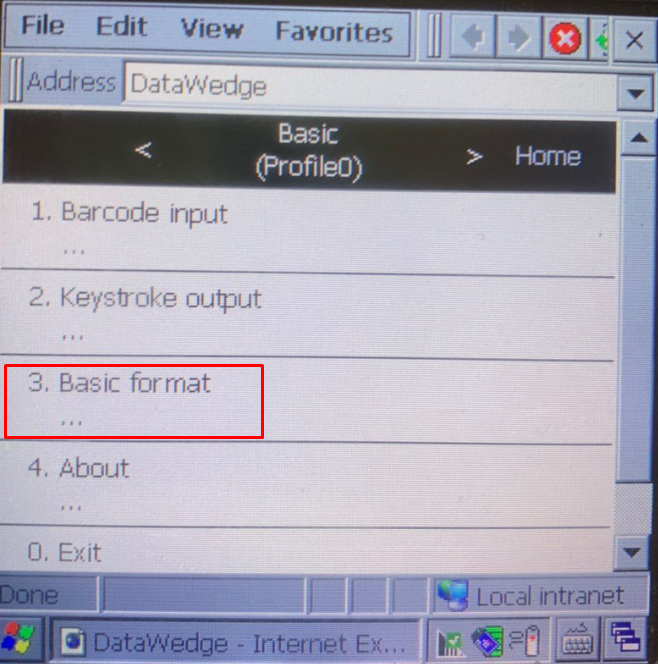 File Edit View Favorites
Address DataWedge
Basic
< (Profile0) > Home
1. Barcode input
...
2. Keystroke output
...
3. Basic format
...
4. About
...
0. Exit
Done Local intranet
DataWedge - Internet Ex...